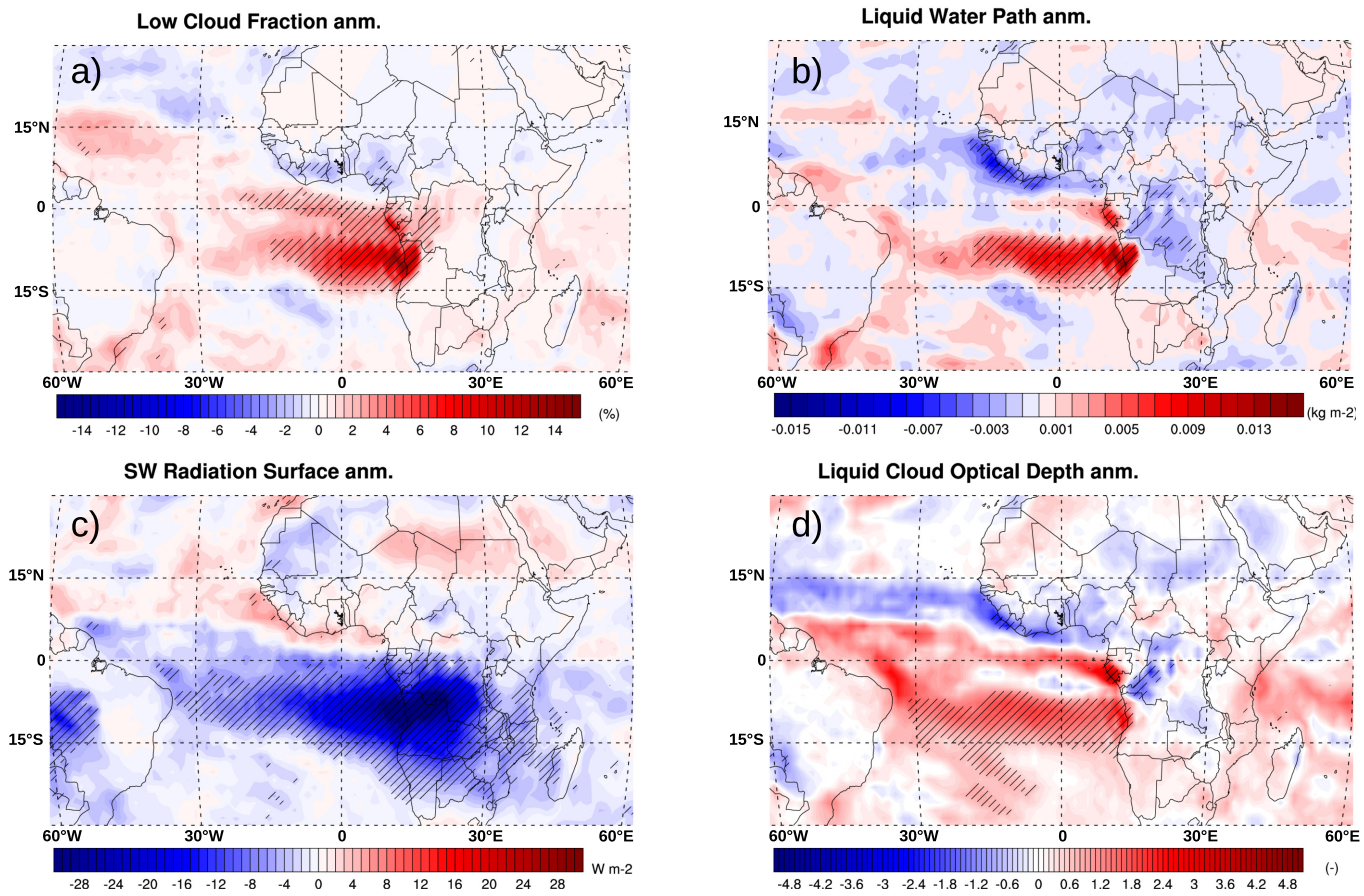 Low Cloud Fraction anm.
a)
15°N
0
15°S
60°W 30°W 0 30°E 60°E
-14 -12 -10 -8 -6 -4 -2 0 2 4 6 8 10 12 14 (%)
Liquid Water Path anm.
b)
15°N
0
15°S
60°W 30°W 0 30°E 60°E
-0.015 -0.011 -0.007 -0.003 0.001 0.005 0.009 0.013 (kg m-2)
SW Radiation Surface anm.
c)
15°N
0
15°S
60°W 30°W 0 30°E 60°E
-28 -24 -20 -16 -12 -8 -4 0 4 8 12 16 20 24 28 W m-2
Liquid Cloud Optical Depth anm.
d)
15°N
0
15°S
60°W 30°W 0 30°E 60°E
-4.8 -4.2 -3.6 -3 -2.4 -1.8 -1.2 -0.6 0 0.6 1.2 1.8 2.4 3 3.6 4.2 4.8 (-)